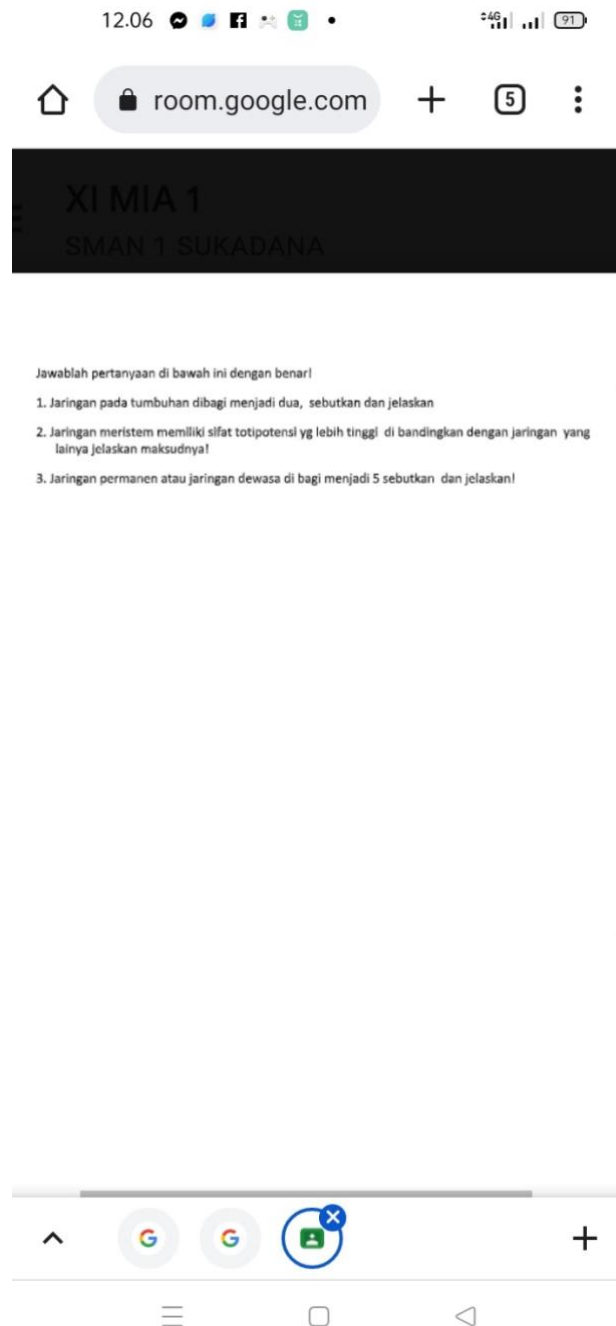 12.06
4G
91
room.google.com
5
XI MIA 1
SMAN 1 SUKADANA
Jawablah pertanyaan di bawah ini dengan benar!
1. Jaringan pada tumbuhan dibagi menjadi dua, sebutkan dan jelaskan
2. Jaringan meristem memiliki sifat totipotensi yg lebih tinggi di bandingkan dengan jaringan yang
lainya jelaskan maksudnya!
3. Jaringan permanen atau jaringan dewasa di bagi menjadi 5 sebutkan dan jelaskan!